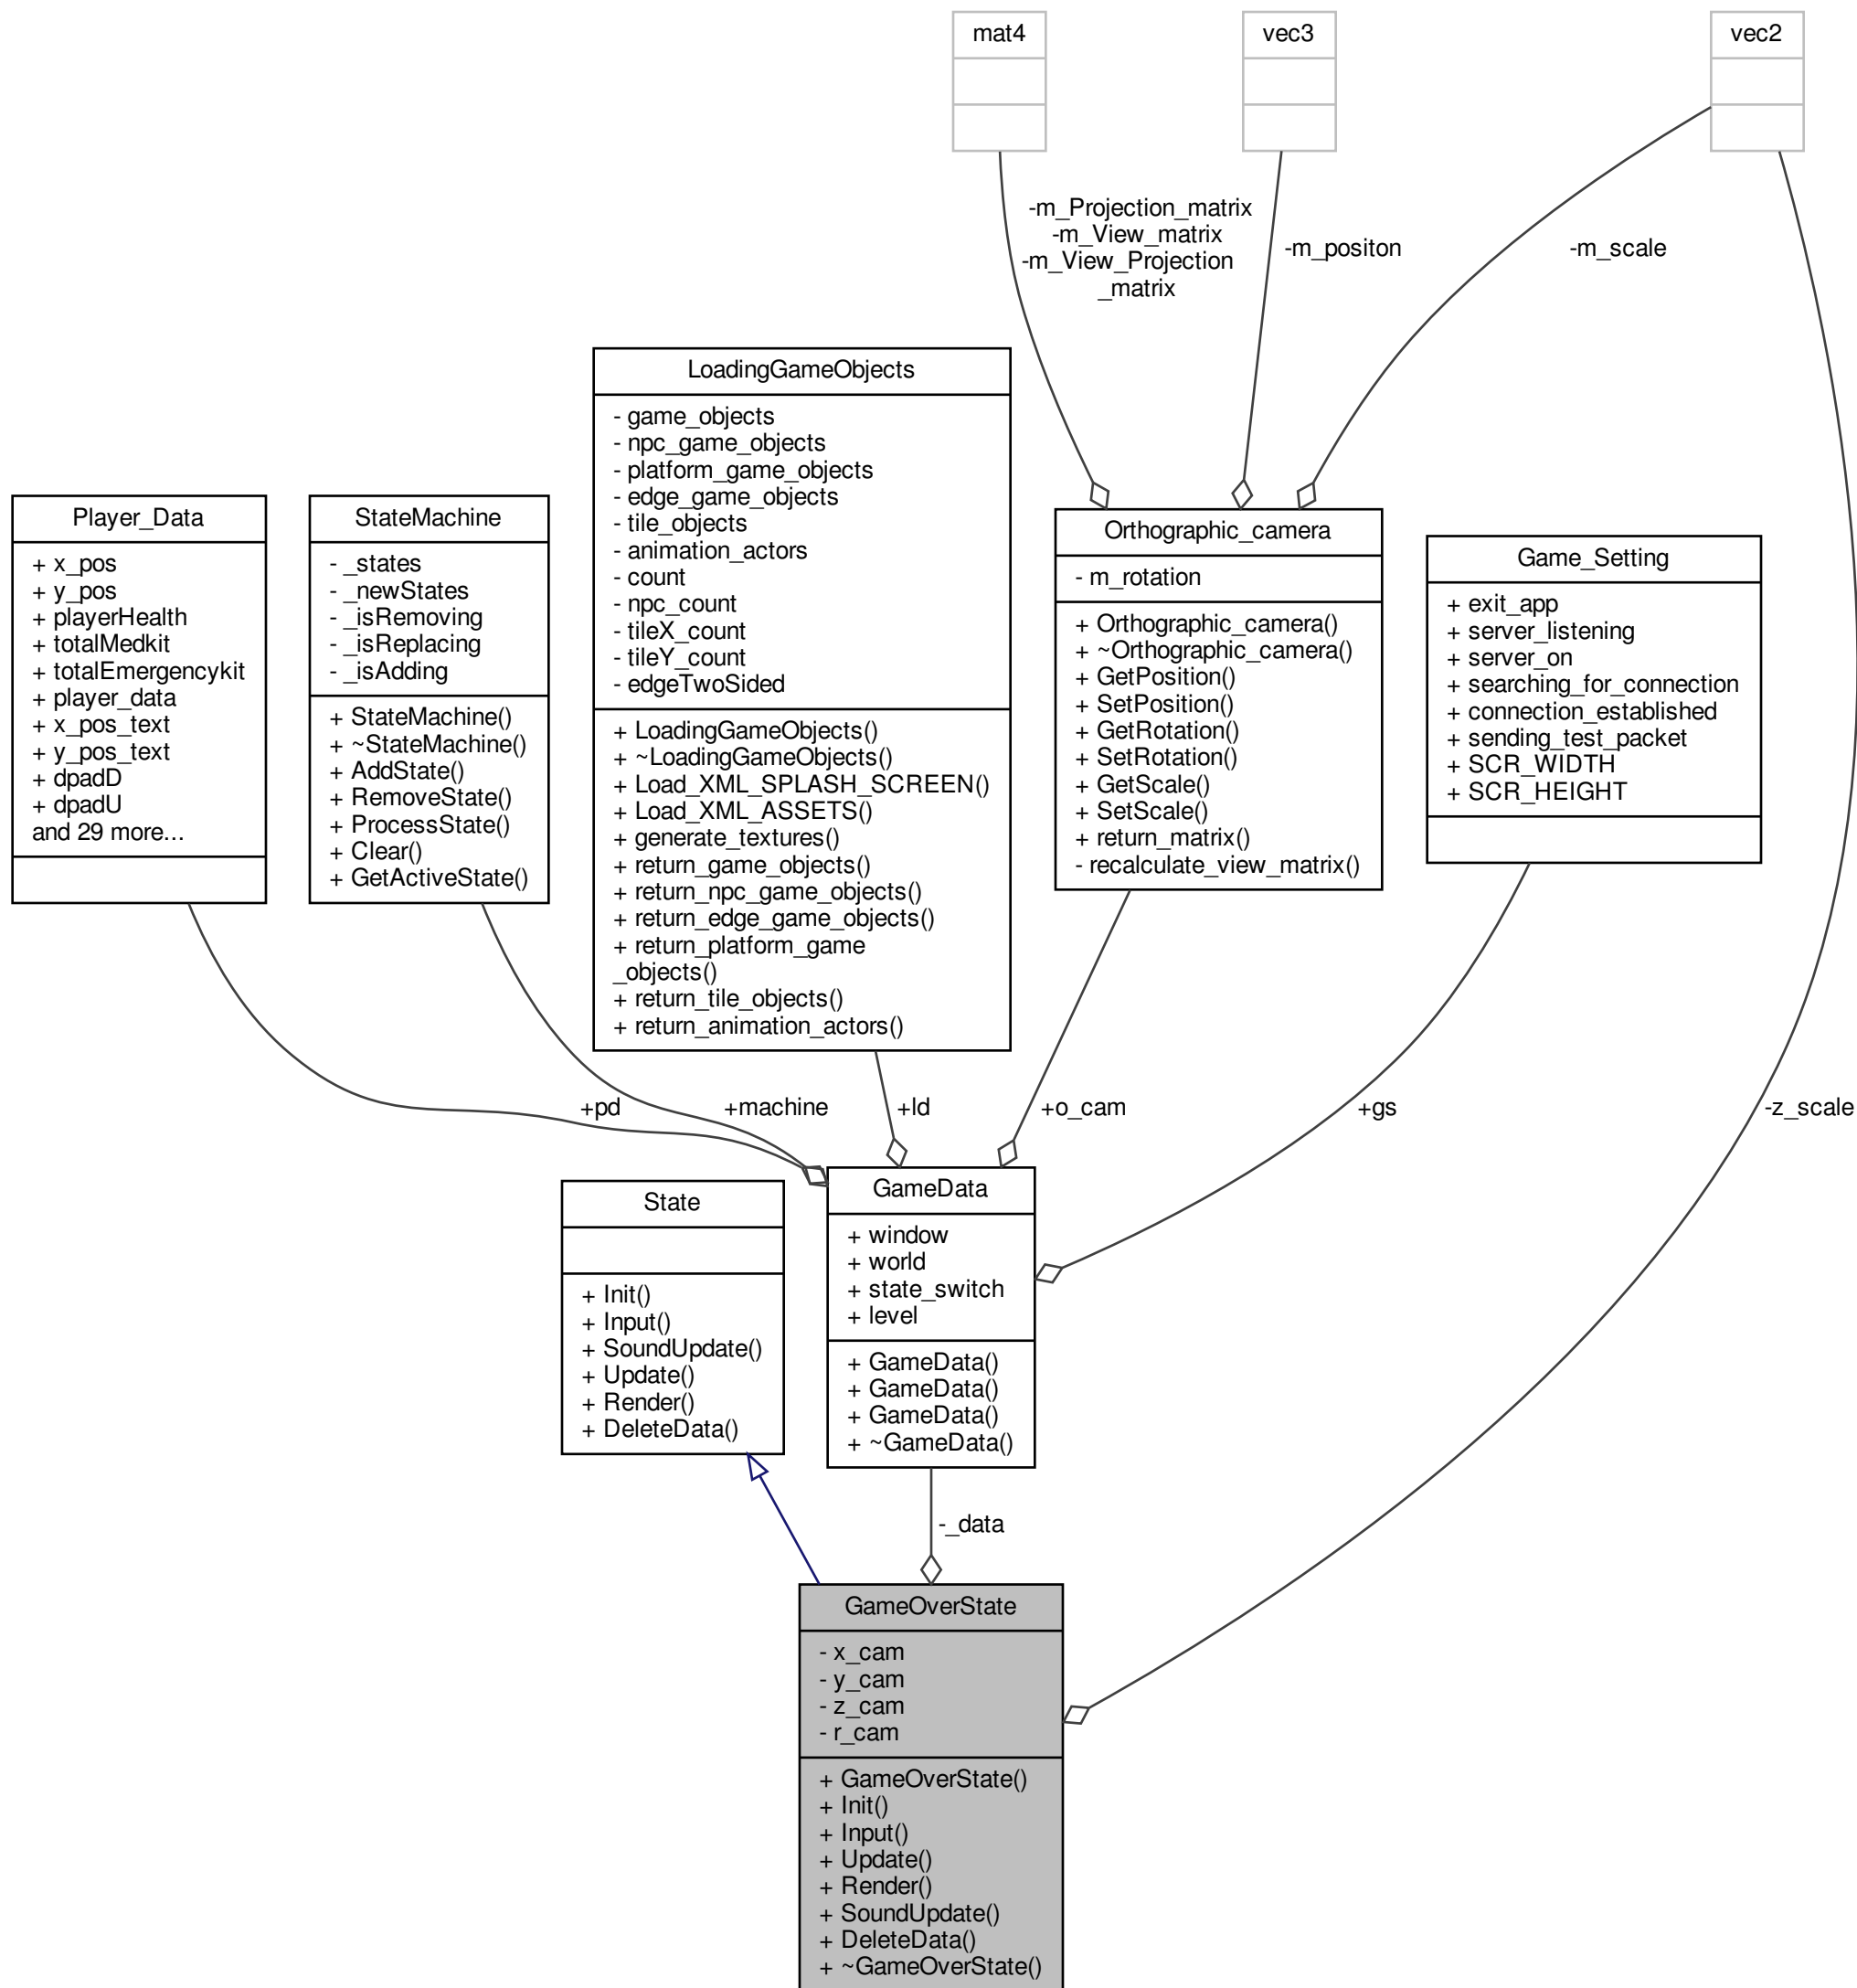 mat4
vec3
vec2
-m_Projection_matrix
-m_View_matrix
-m_View_Projection
_matrix
-m_positon
-m_scale
LoadingGameObjects
- game_objects
- npc_game_objects
- platform_game_objects
- edge_game_objects
- tile_objects
- animation_actors
- count
- npc_count
- tileX_count
- tileY_count
- edgeTwoSided
+ LoadingGameObjects()
+ ~LoadingGameObjects()
+ Load_XML_SPLASH_SCREEN()
+ Load_XML_ASSETS()
+ generate_textures()
+ return_game_objects()
+ return_npc_game_objects()
+ return_edge_game_objects()
+ return_platform_game
_objects()
+ return_tile_objects()
+ return_animation_actors()
Player_Data
+ x_pos
+ y_pos
+ playerHealth
+ totalMedkit
+ totalEmergencykit
+ player_data
+ x_pos_text
+ y_pos_text
+ dpadD
+ dpadU
and 29 more...
StateMachine
- _states
- _newStates
- _isRemoving
- _isReplacing
- _isAdding
+ StateMachine()
+ ~StateMachine()
+ AddState()
+ RemoveState()
+ ProcessState()
+ Clear()
+ GetActiveState()
Orthographic_camera
- m_rotation
+ Orthographic_camera()
+ ~Orthographic_camera()
+ GetPosition()
+ SetPosition()
+ GetRotation()
+ SetRotation()
+ GetScale()
+ SetScale()
+ return_matrix()
- recalculate_view_matrix()
Game_Setting
+ exit_app
+ server_listening
+ server_on
+ searching_for_connection
+ connection_established
+ sending_test_packet
+ SCR_WIDTH
+ SCR_HEIGHT
+pd
+machine
+ld
+o_cam
+gs
-z_scale
State
+ Init()
+ Input()
+ SoundUpdate()
+ Update()
+ Render()
+ DeleteData()
GameData
+ window
+ world
+ state_switch
+ level
+ GameData()
+ GameData()
+ GameData()
+ ~GameData()
-_data
GameOverState
- x_cam
- y_cam
- z_cam
- r_cam
+ GameOverState()
+ Init()
+ Input()
+ Update()
+ Render()
+ SoundUpdate()
+ DeleteData()
+ ~GameOverState()